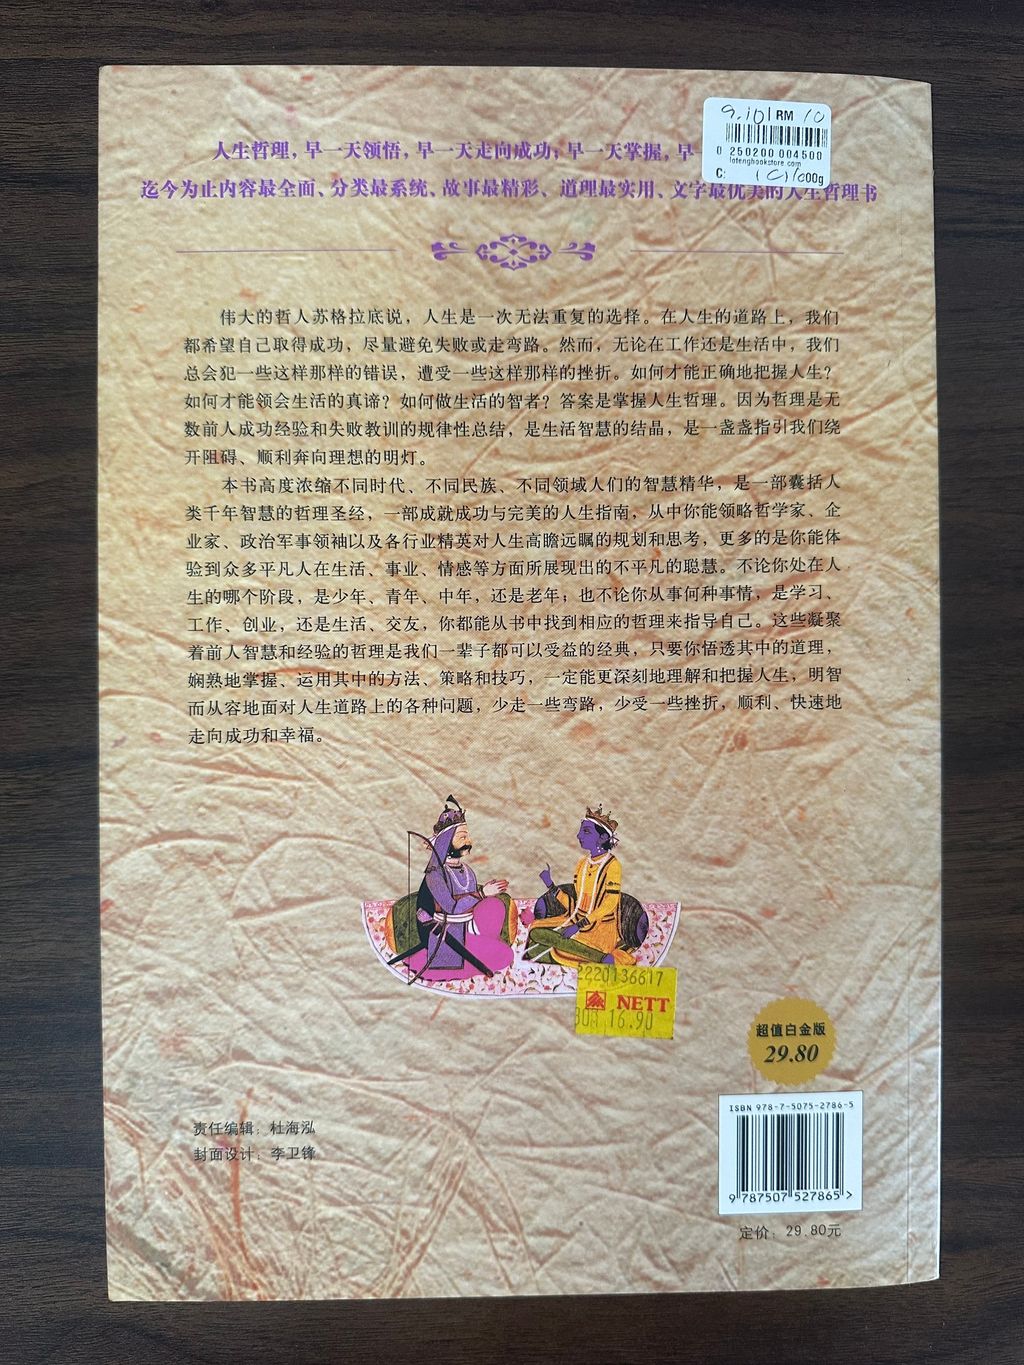 9.101 RM 10
0 250200 004500
latenghookstore.com
C: 000g
人生哲理，早一天领悟，早一天走向成功；早一天掌握，早一
迄今为止内容最全面、分类最系统、故事最精彩、道理最实用、文字最优美的人生哲理书
伟大的哲人苏格拉底说，人生是一次无法重复的选择。在人生的道路上，我们
都希望自己取得成功，尽量避免失败或走弯路。然而，无论在工作还是生活中，我们
总会犯一些这样那样的错误，遭受一些这样那样的挫折。如何才能正确地把握人生？
如何才能领会生活的真谛？如何做生活的智者？答案是掌握人生哲理。因为哲理是无
数前人成功经验和失败教训的规律性总结，是生活智慧的结晶，是一盏盏指引我们绕
开阻碍、顺利奔向理想的明灯。
本书高度浓缩不同时代、不同民族、不同领域人们的智慧精华，是一部囊括人
类千年智慧的哲理圣经，一部成就成功与完美的人生指南，从中你能领略哲学家、企
业家、政治军事领袖以及各行业精英对人生高瞻远瞩的规划和思考，更多的是你能体
验到众多平凡人在生活、事业、情感等方面所展现出的不平凡的聪慧。不论你处在人
生的哪个阶段，是少年、青年、中年，还是老年；也不论你从事何种事情，是学习、
工作、创业，还是生活、交友，你都能从书中找到相应的哲理来指导自己。这些凝聚
着前人智慧和经验的哲理是我们一辈子都可以受益的经典，只要你悟透其中的道理，
娴熟地掌握、运用其中的方法、策略和技巧，一定能更深刻地理解和把握人生，明智
而从容地面对人生道路上的各种问题，少走一些弯路，少受一些挫折，顺利、快速地
走向成功和幸福。
2220136617
NETT
16.90
超值白金版
29.80
ISBN 978-7-5075-2786-5
9 787507 527865 >
定价：29.80元
责任编辑：杜海泓
封面设计：李卫锋